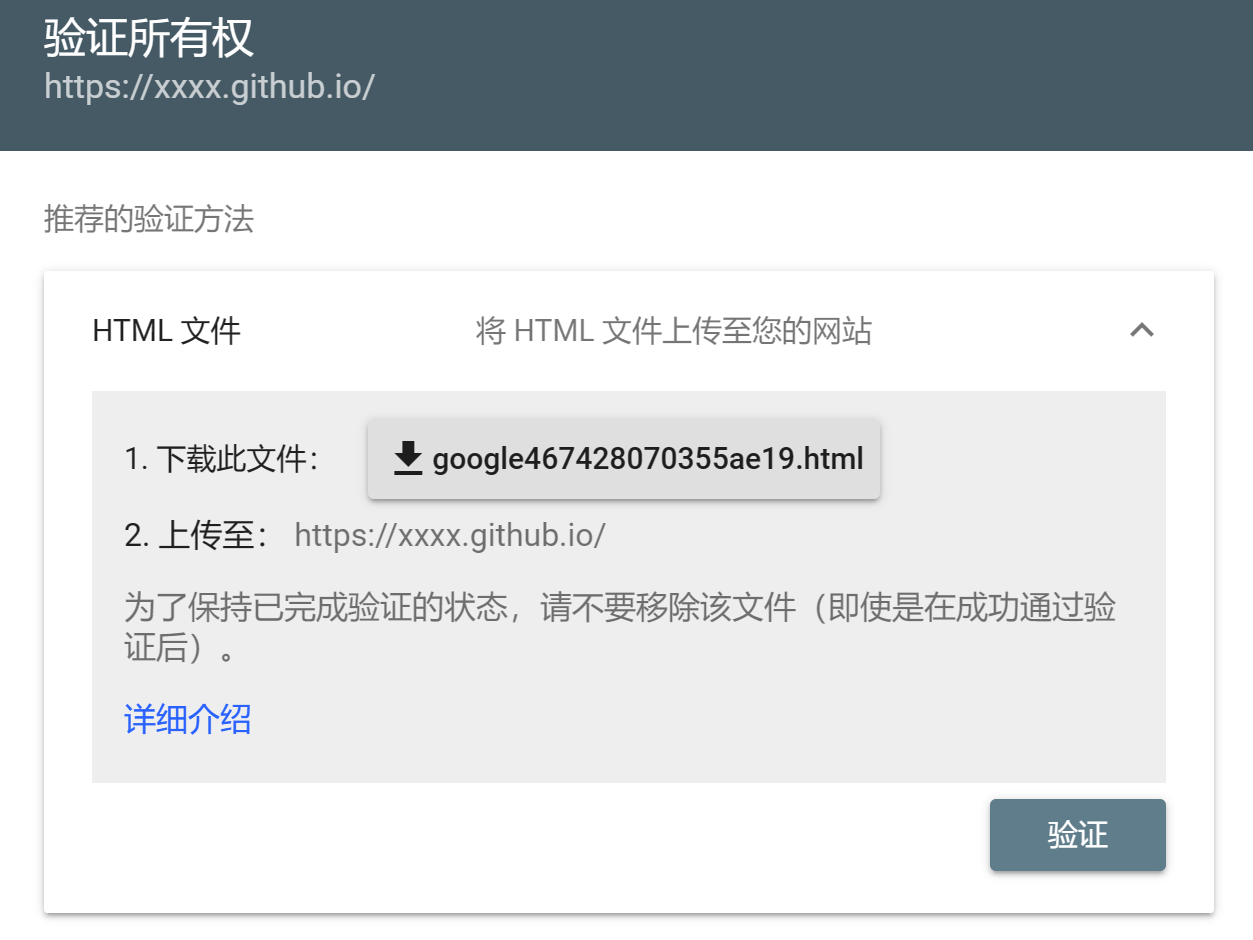 验证所有权
https://xxxx.github.io/
推荐的验证方法
HTML 文件 将 HTML 文件上传至您的网站
1. 下载此文件： google467428070355ae19.html
2. 上传至： https://xxxx.github.io/
为了保持已完成验证的状态，请不要移除该文件（即使是在成功通过验
证后）。
详细介绍
验证